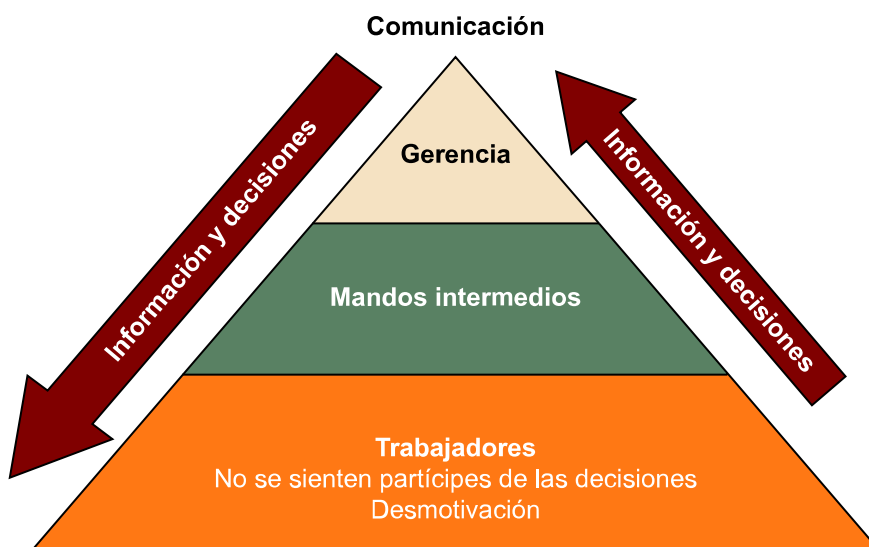 Comunicación
Gerencia
Información y decisiones
Información y decisiones
Mandos intermedios
Trabajadores
No se sienten partícipes de las decisiones
Desmotivación